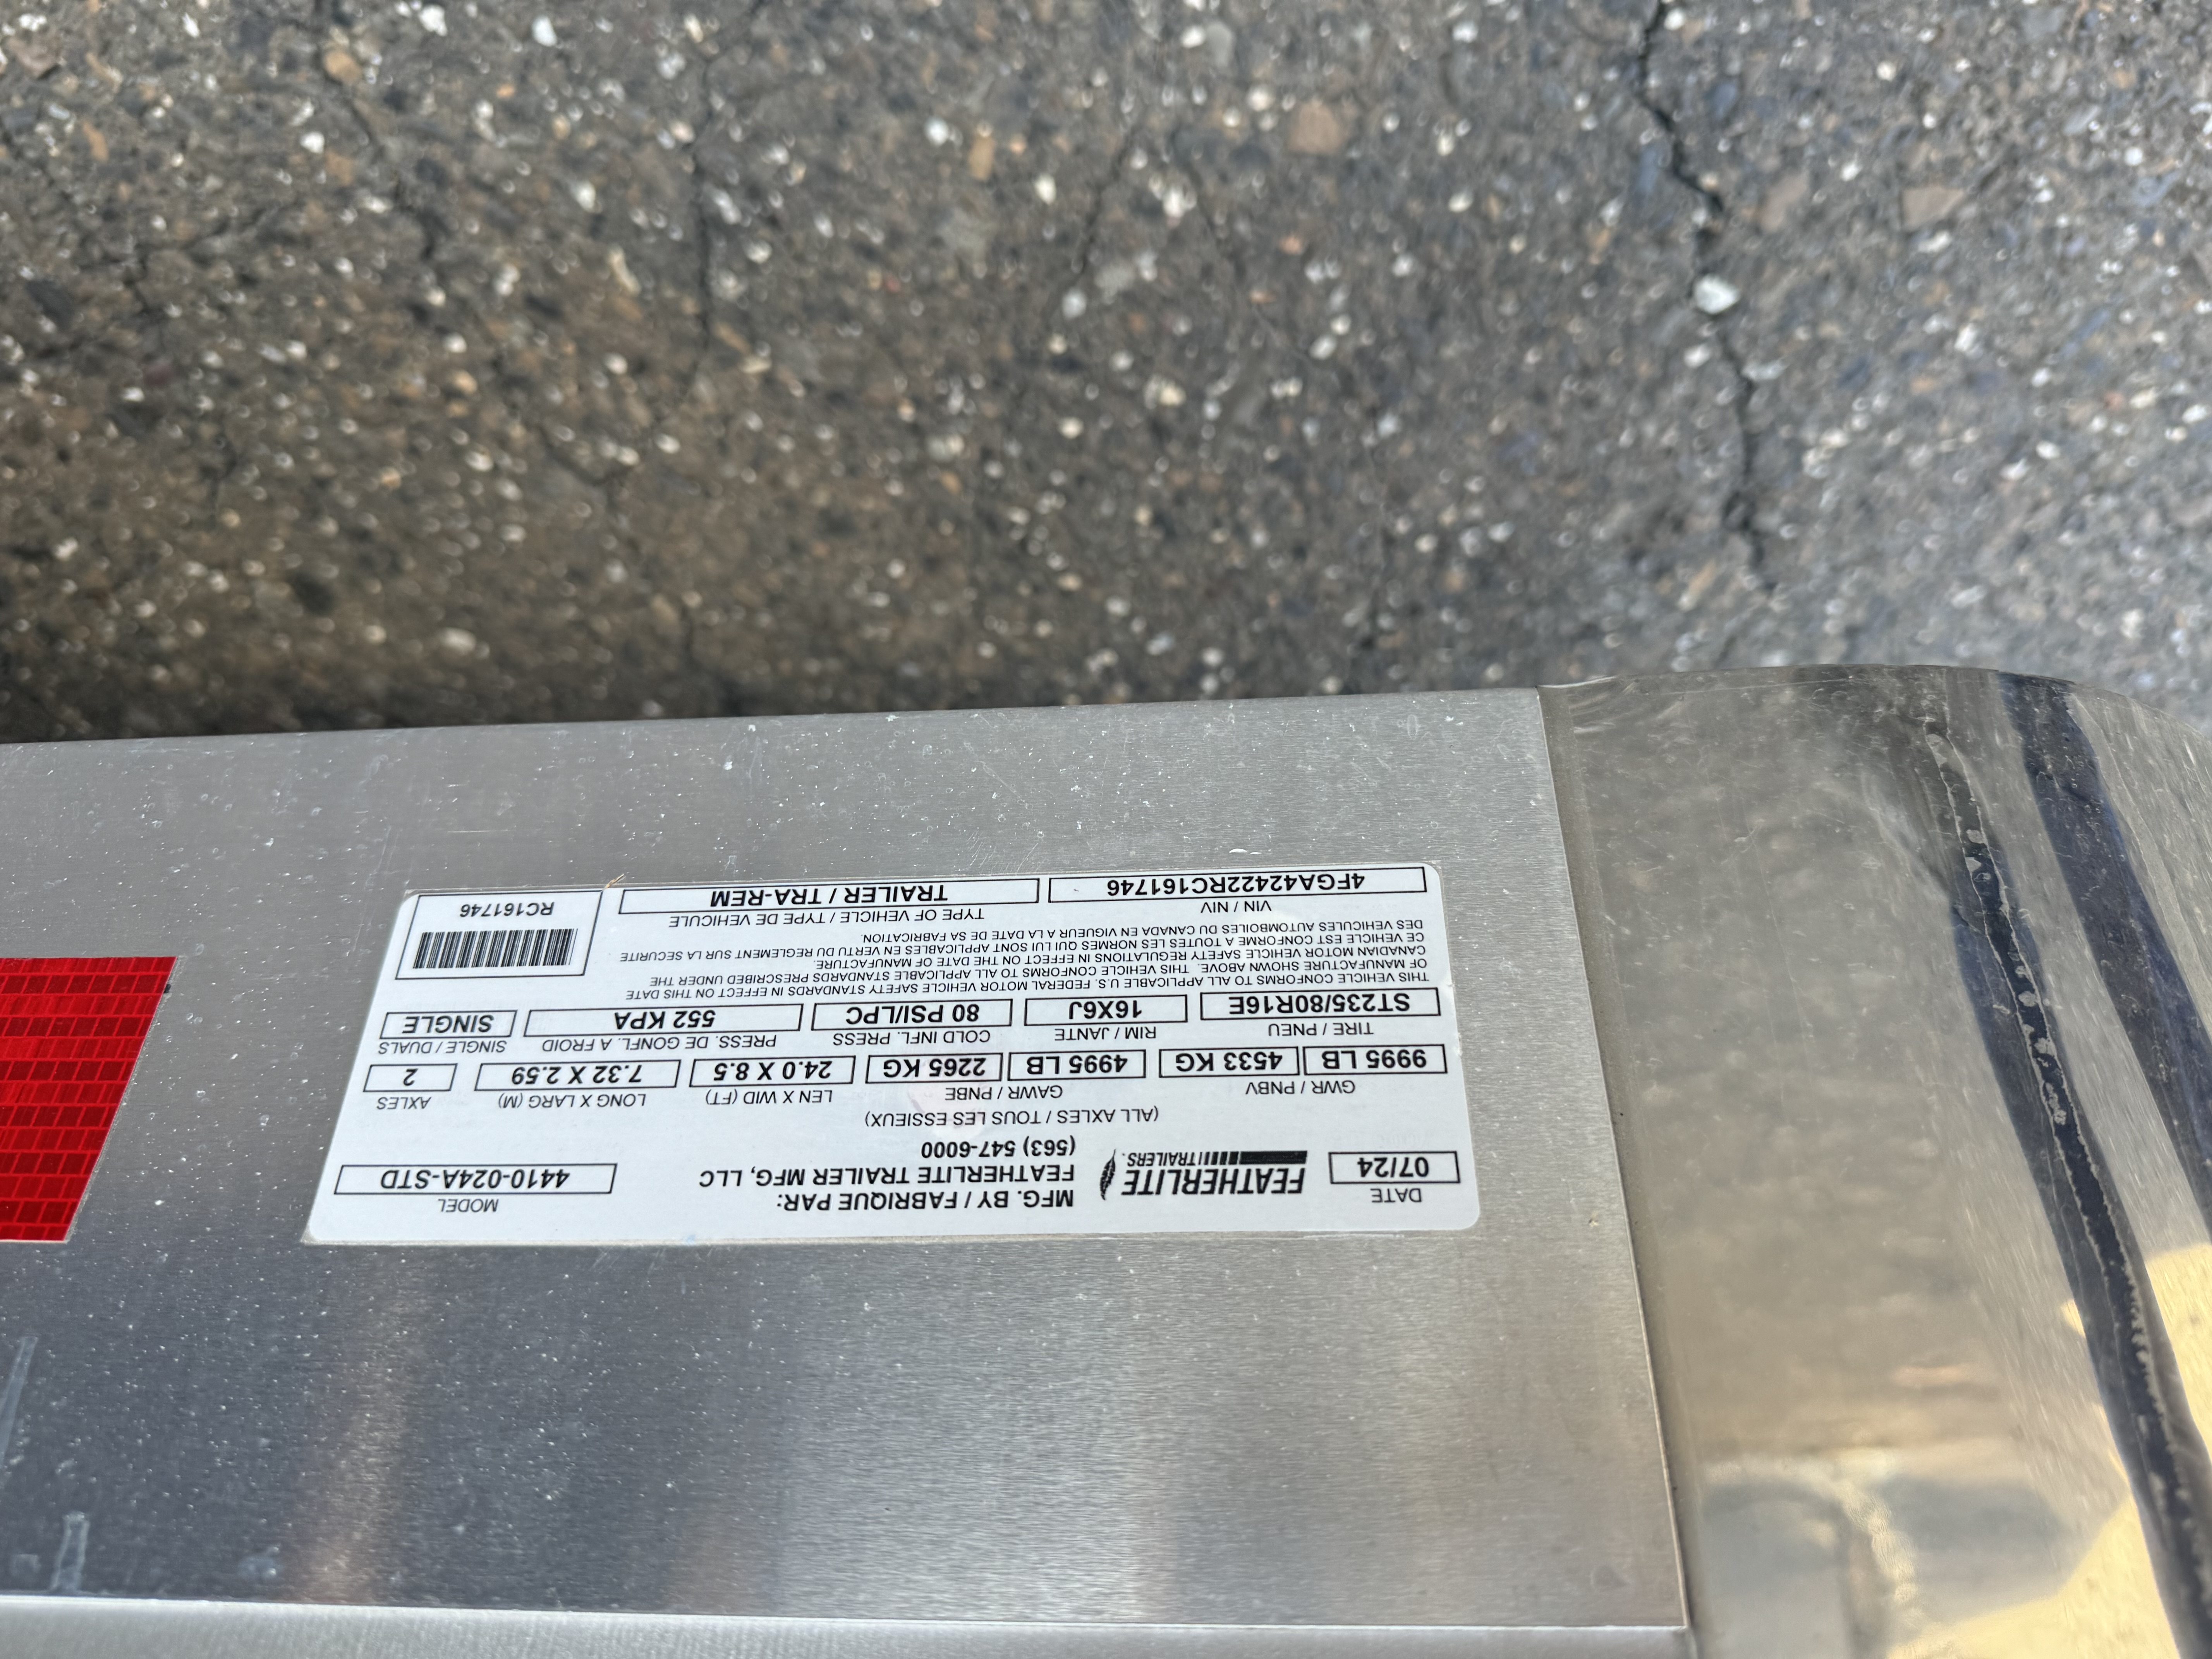 DATE
07/24
FEATHERLITE
TRAILERS
MFG. BY / FABRIQUE PAR:
FEATHERLITE TRAILER MFG, LLC
(563) 547-6000
MODEL
4410-024A-STD
(ALL AXLES / TOUS LES ESSIEUX)
GWR / PNBV GAWR / PNBE LEN X WID (FT) LONG X LARG (M) AXLES
9995 LB 4533 KG 4995 LB 2265 KG 24.0 X 8.5 7.32 X 2.59 2
TIRE / PNEU RIM / JANTE COLD INFL. PRESS PRESS. DE GONFL. A FROID SINGLE / DUALS
ST235/80R16E 16X6J 80 PSI/LPC 552 KPA SINGLE
THIS VEHICLE CONFORMS TO ALL APPLICABLE U.S. FEDERAL MOTOR VEHICLE SAFETY STANDARDS IN EFFECT ON THIS DATE
OF MANUFACTURE SHOWN ABOVE. THIS VEHICLE CONFORMS TO ALL APPLICABLE STANDARDS PRESCRIBED UNDER THE
CANADIAN MOTOR VEHICLE SAFETY REGULATIONS IN EFFECT ON THE DATE OF MANUFACTURE.
CE VEHICLE EST CONFORME A TOUTES LES NORMES QUI LUI SONT APPLICABLES EN VERTU DU REGLEMENT SUR LA SECURITE
DES VEHICULES AUTOMBOILES DU CANADA EN VIGUEUR A LA DATE DE SA FABRICATION.
VIN / NIV TYPE OF VEHICLE / TYPE DE VEHICULE
4FGA42422RC161746 TRAILER / TRA-REM
RC161746